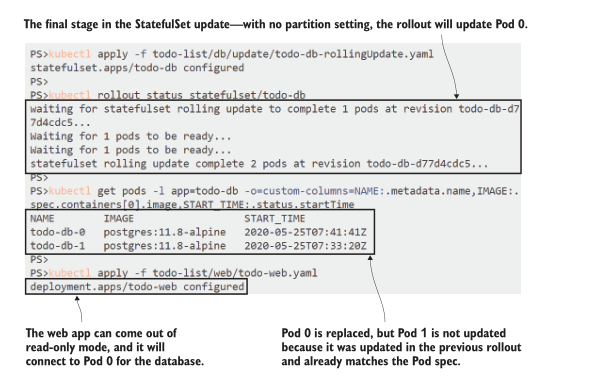 The final stage in the StatefulSet update—with no partition setting, the rollout will update Pod 0.
PS>kubectl apply -f todo-list/db/update/todo-db-rollingUpdate.yaml
statefulset.apps/todo-db configured
PS>
PS>kubectl rollout status statefulset/todo-db
waiting for statefulset rolling update to complete 1 pods at revision todo-db-d7
7d4cdc5...
Waiting for 1 pods to be ready...
Waiting for 1 pods to be ready...
statefulset rolling update complete 2 pods at revision todo-db-d77d4cdc5...
PS>
PS>kubectl get pods -l app=todo-db -o=custom-columns=NAME:.metadata.name,IMAGE:.
spec.containers[0].image,START_TIME:.status.startTime
NAME IMAGE START_TIME
todo-db-0 postgres:11.8-alpine 2020-05-25T07:41:41Z
todo-db-1 postgres:11.8-alpine 2020-05-25T07:33:20Z
PS>
PS>kubectl apply -f todo-list/web/todo-web.yaml
deployment.apps/todo-web configured
The web app can come out of
read-only mode, and it will
connect to Pod 0 for the database.
Pod 0 is replaced, but Pod 1 is not updated
because it was updated in the previous rollout
and already matches the Pod spec.